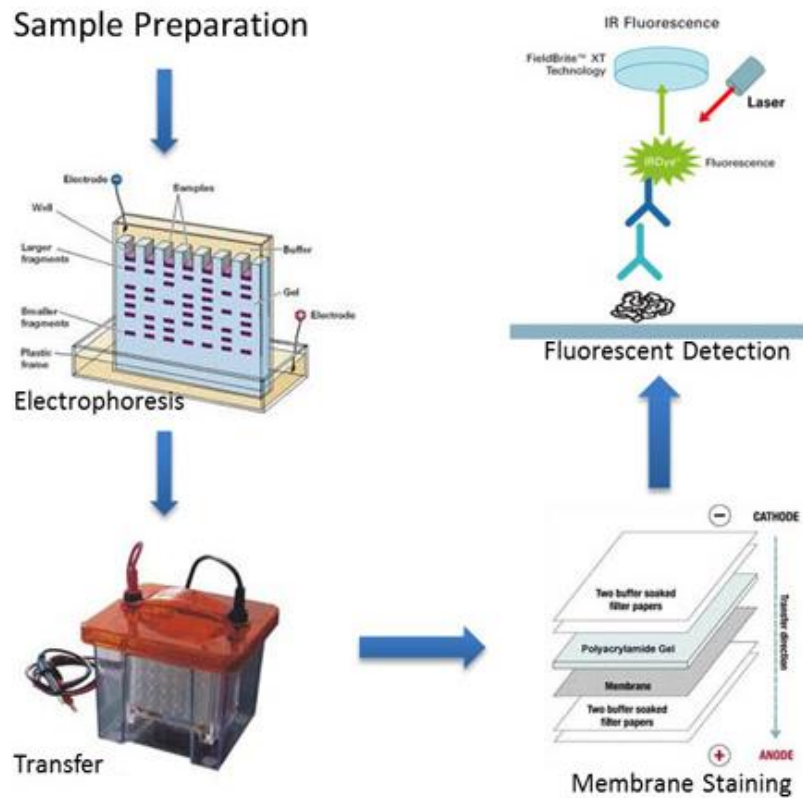 Sample Preparation
Electrode
−
Samples
Well
Buffer
Larger
fragments
Gel
Smaller
fragments
+
Electrode
Plastic
frame
Electrophoresis
Transfer
− CATHODE
Two buffer soaked
filter papers
Polyacrylamide Gel
Membrane
Two buffer soaked
filter papers
Transfer direction
+ ANODE
Membrane Staining
IR Fluorescence
FieldBrite™ XT
Technology
Laser
IRDye®
Fluorescence
Fluorescent Detection